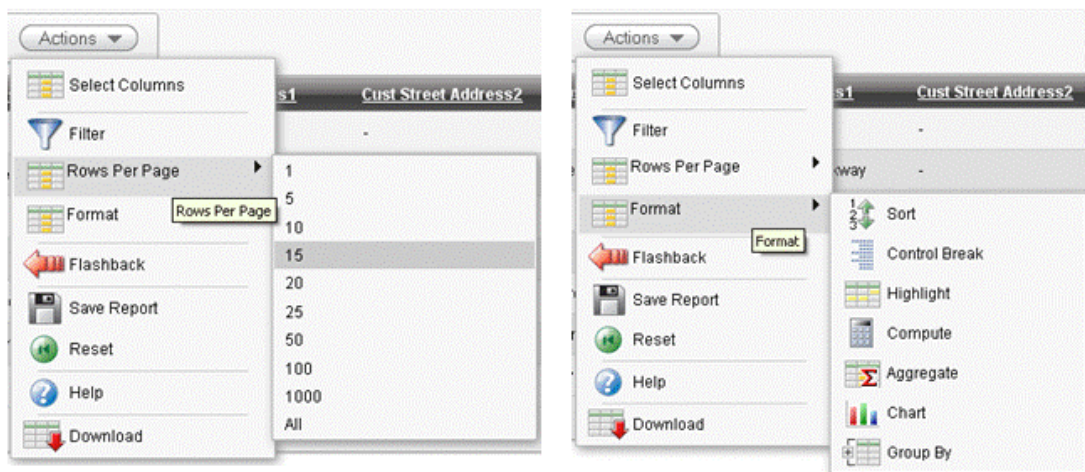 Actions
Select Columns
Filter
Rows Per Page
Format
Rows Per Page
Flashback
Save Report
Reset
Help
Download
s1 Cust Street Address2
-
1
5
10
15
20
25
50
100
1000
All
Actions
Select Columns
Filter
Rows Per Page
Format
Format
Flashback
Save Report
Reset
Help
Download
s1 Cust Street Address2
-
way -
Sort
Control Break
Highlight
Compute
Aggregate
Chart
Group By